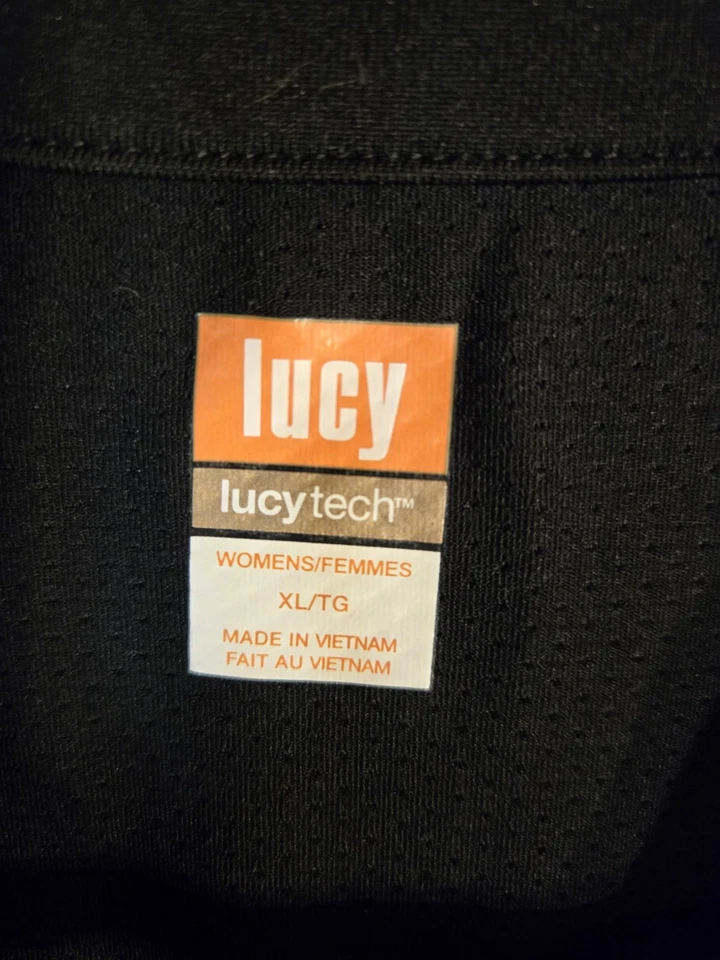 lucy
lucytech™
WOMENS/FEMMES
XL/TG
MADE IN VIETNAM
FAIT AU VIETNAM